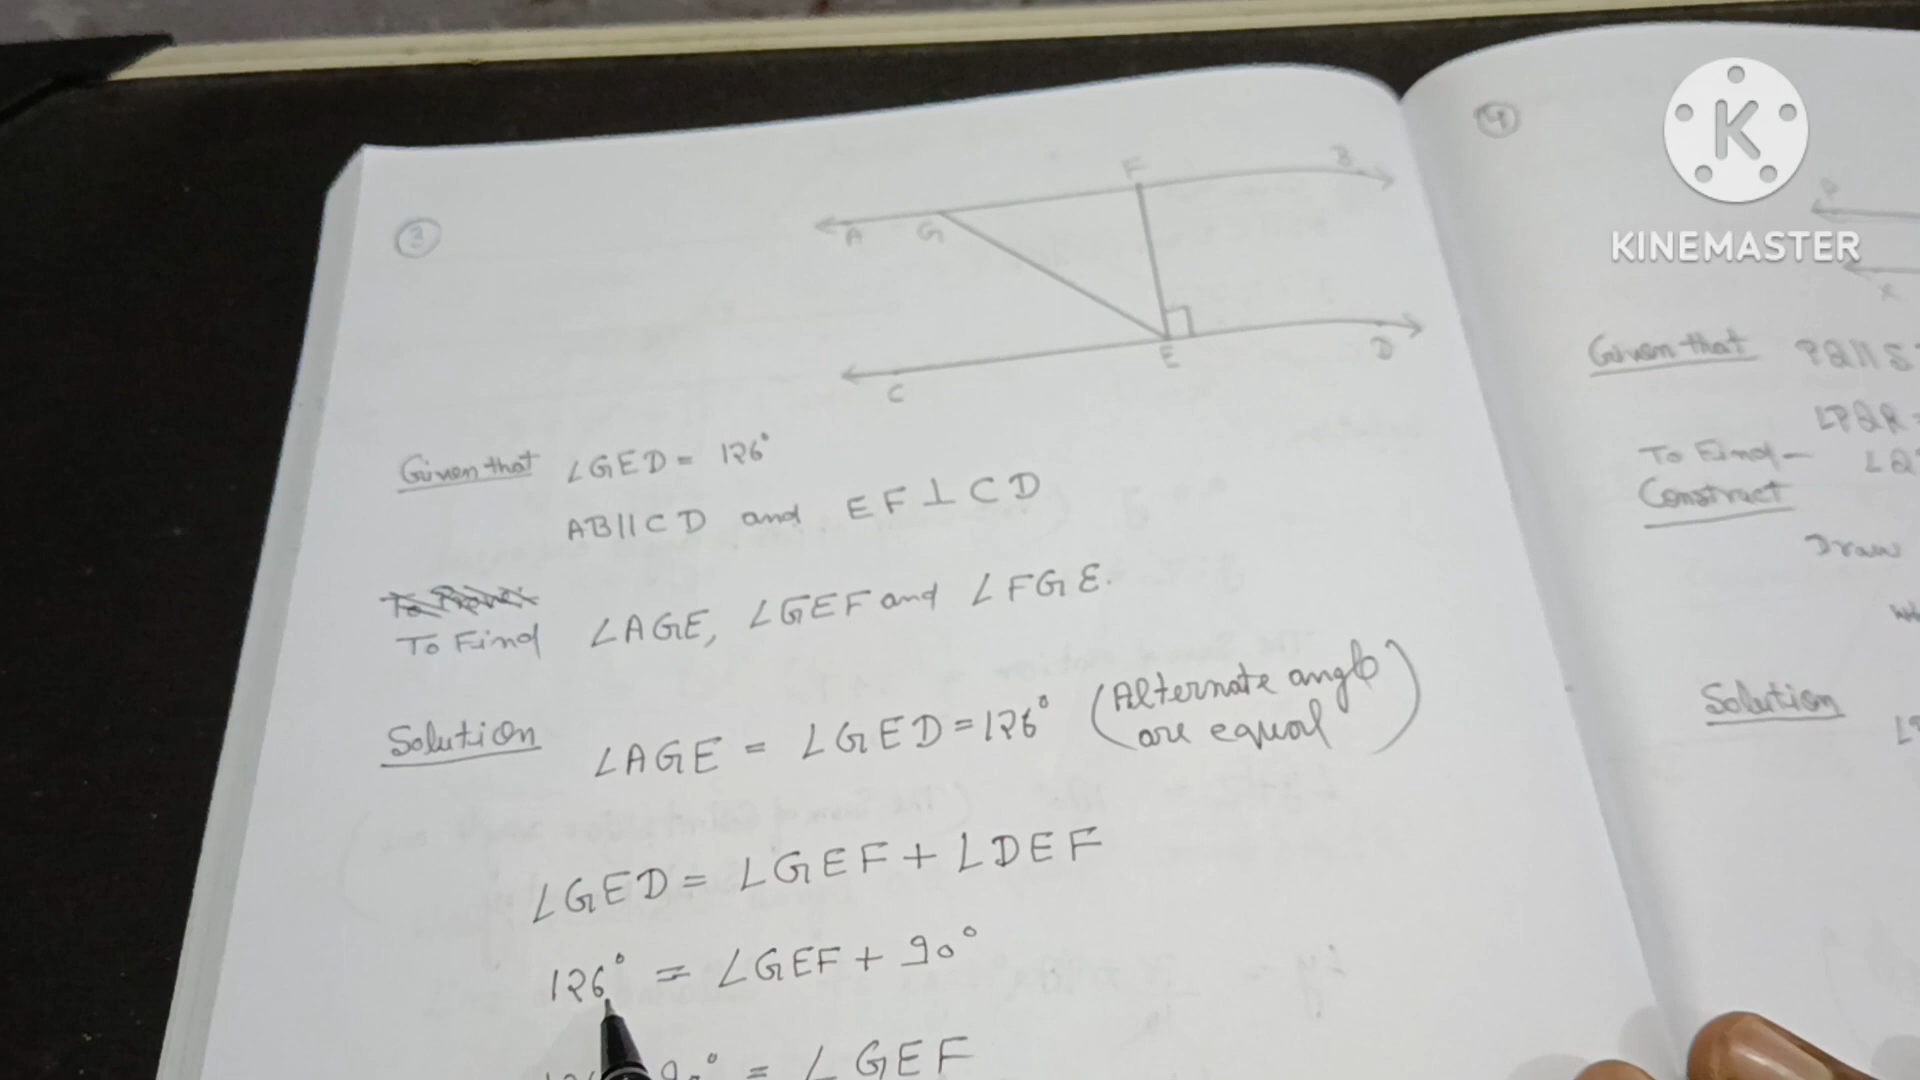 3
F B
A G
E D
C
Given that ∠GED = 126°
AB||CD and EF⊥CD
To Find ∠AGE, ∠GEF and ∠FGE.
Solution ∠AGE = ∠GED = 126° (Alternate angle are equal)
∠GED = ∠GEF + ∠DEF
126° = ∠GEF + 90°
= ∠GEF
4
KINEMASTER
Given that PQ||S
∠PQR =
To Find -
Construct
Draw
Solution